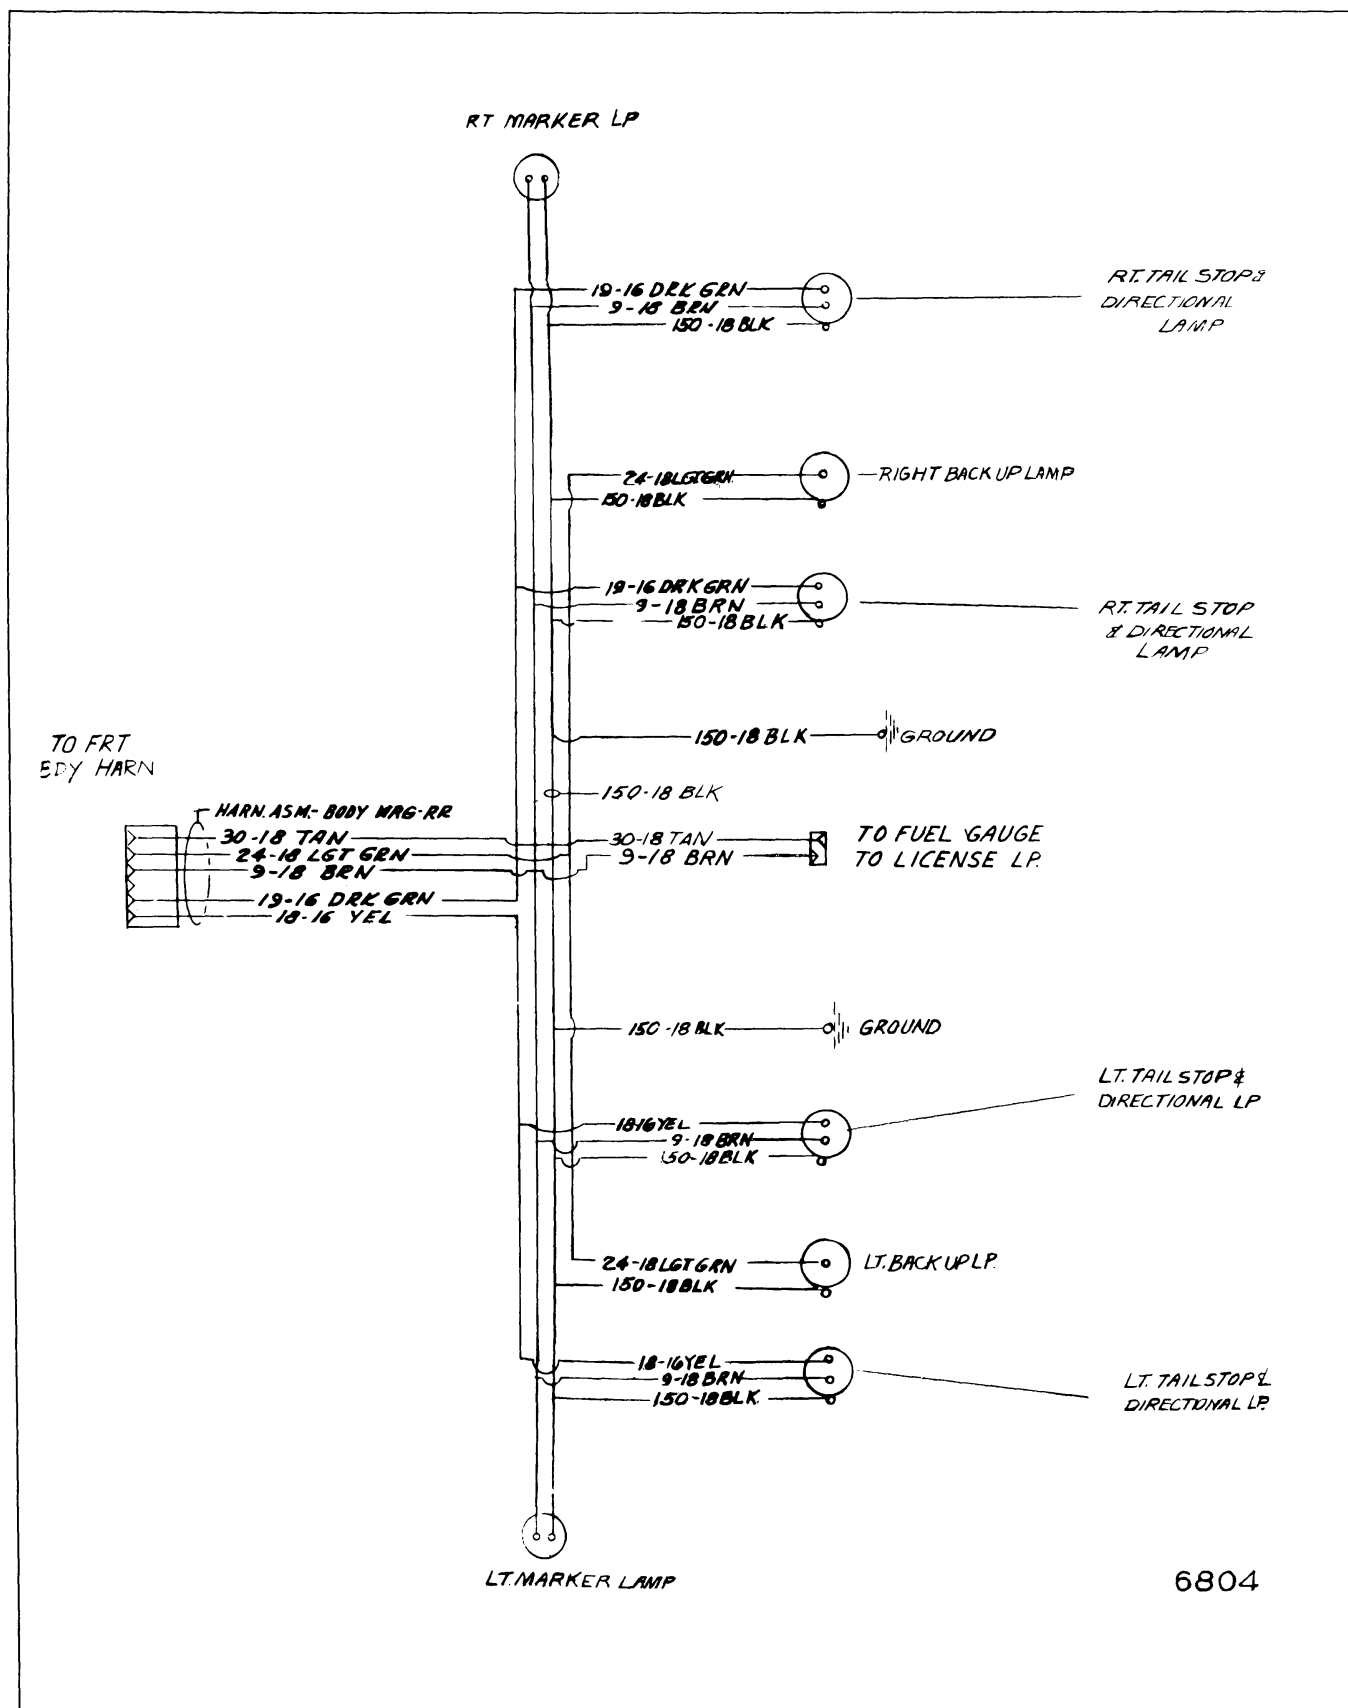 RT MARKER LP
19-16 DRK GRN
9-18 BRN
150-18 BLK
RT. TAIL STOP &
DIRECTIONAL
LAMP
24-18 LGT GRN
150-18 BLK
RIGHT BACK UP LAMP
19-16 DRK GRN
9-18 BRN
150-18 BLK
RT. TAIL STOP
& DIRECTIONAL
LAMP
150-18 BLK
GROUND
TO FRT
BDY HARN
150-18 BLK
HARN. ASM.- BODY WRG-RR
30-18 TAN
24-18 LGT GRN
9-18 BRN
19-16 DRK GRN
18-16 YEL
30-18 TAN
9-18 BRN
TO FUEL GAUGE
TO LICENSE LP.
150-18 BLK
GROUND
18-16 YEL
9-18 BRN
150-18 BLK
LT. TAIL STOP &
DIRECTIONAL LP
24-18 LGT GRN
150-18 BLK
LT. BACK UP LP.
18-16 YEL
9-18 BRN
150-18 BLK
LT. TAIL STOP &
DIRECTIONAL LP.
LT. MARKER LAMP
6804